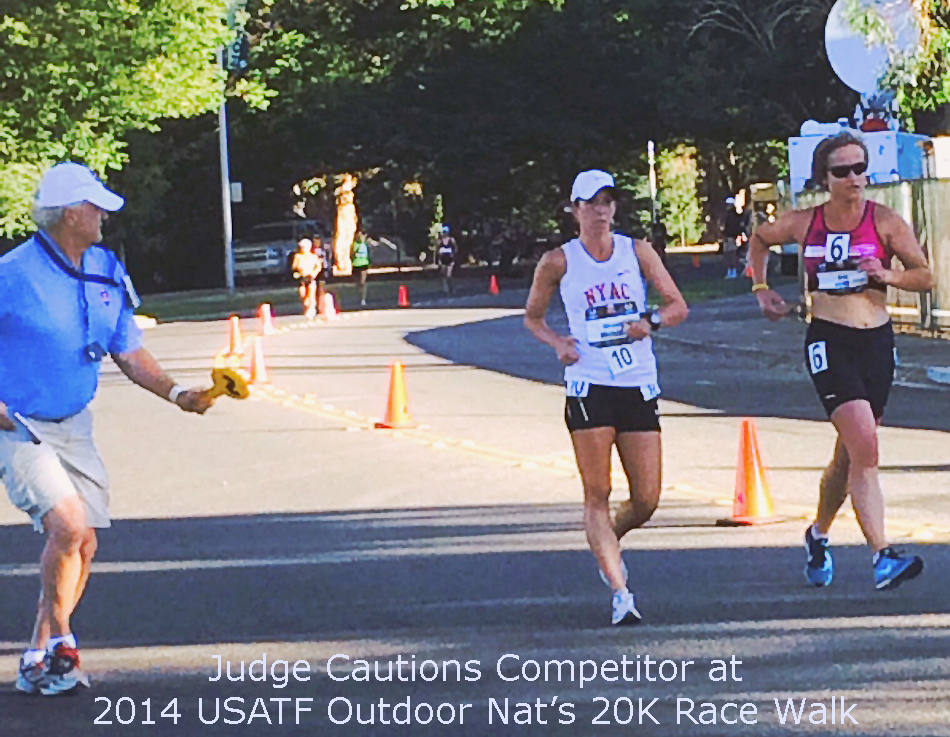 NYAC
10
6
6
Judge Cautions Competitor at
2014 USATF Outdoor Nat's 20K Race Walk